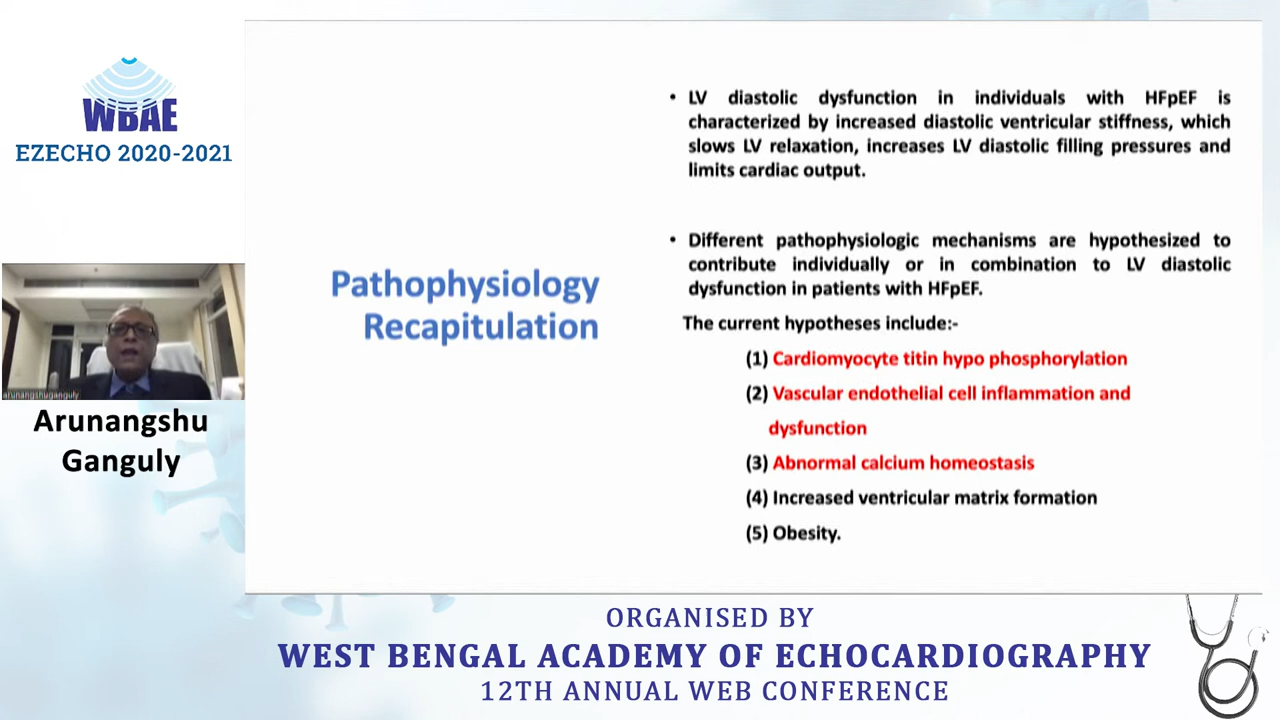 WBAE
EZECHO 2020-2021
arunangshuganguly
Arunangshu
Ganguly
Pathophysiology
Recapitulation
• LV diastolic dysfunction in individuals with HFpEF is
characterized by increased diastolic ventricular stiffness, which
slows LV relaxation, increases LV diastolic filling pressures and
limits cardiac output.
• Different pathophysiologic mechanisms are hypothesized to
contribute individually or in combination to LV diastolic
dysfunction in patients with HFpEF.
The current hypotheses include:-
(1) Cardiomyocyte titin hypo phosphorylation
(2) Vascular endothelial cell inflammation and
dysfunction
(3) Abnormal calcium homeostasis
(4) Increased ventricular matrix formation
(5) Obesity.
ORGANISED BY
WEST BENGAL ACADEMY OF ECHOCARDIOGRAPHY
12TH ANNUAL WEB CONFERENCE